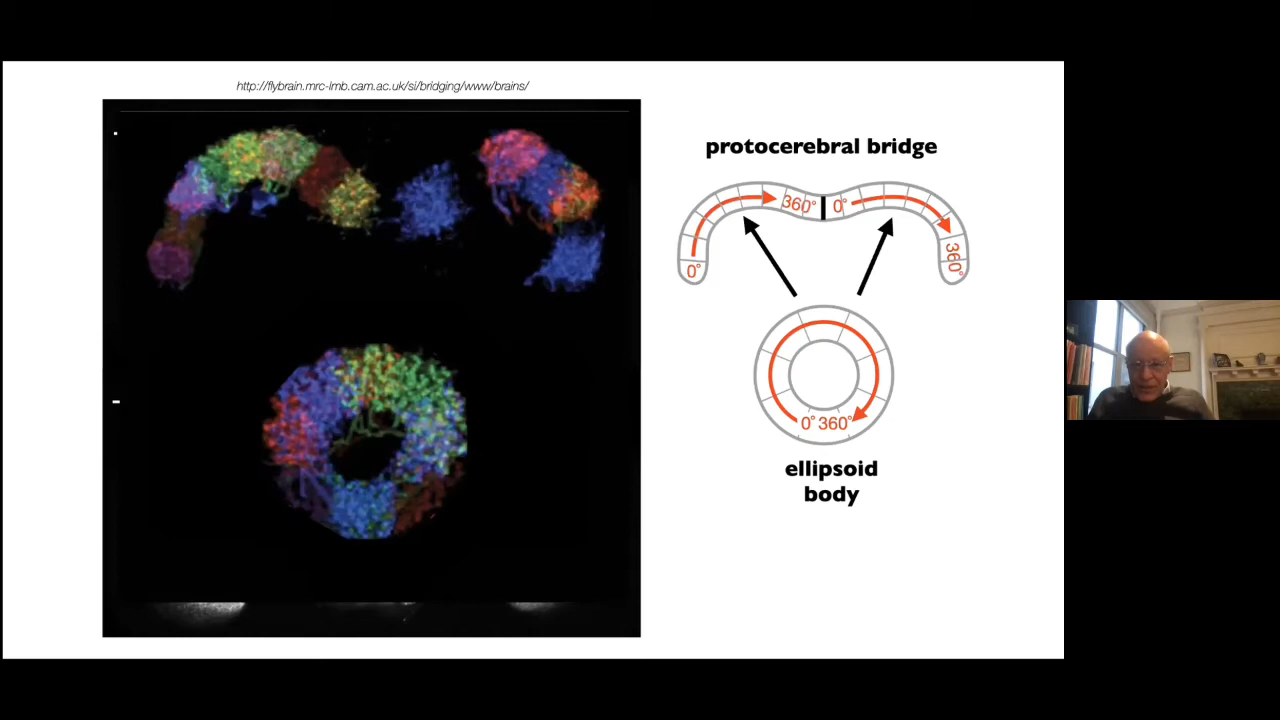 http://flybrain.mrc-lmb.cam.ac.uk/si/bridging/www/brains/
protocerebral bridge
360° 0°
0° 360°
0° 360°
ellipsoid
body